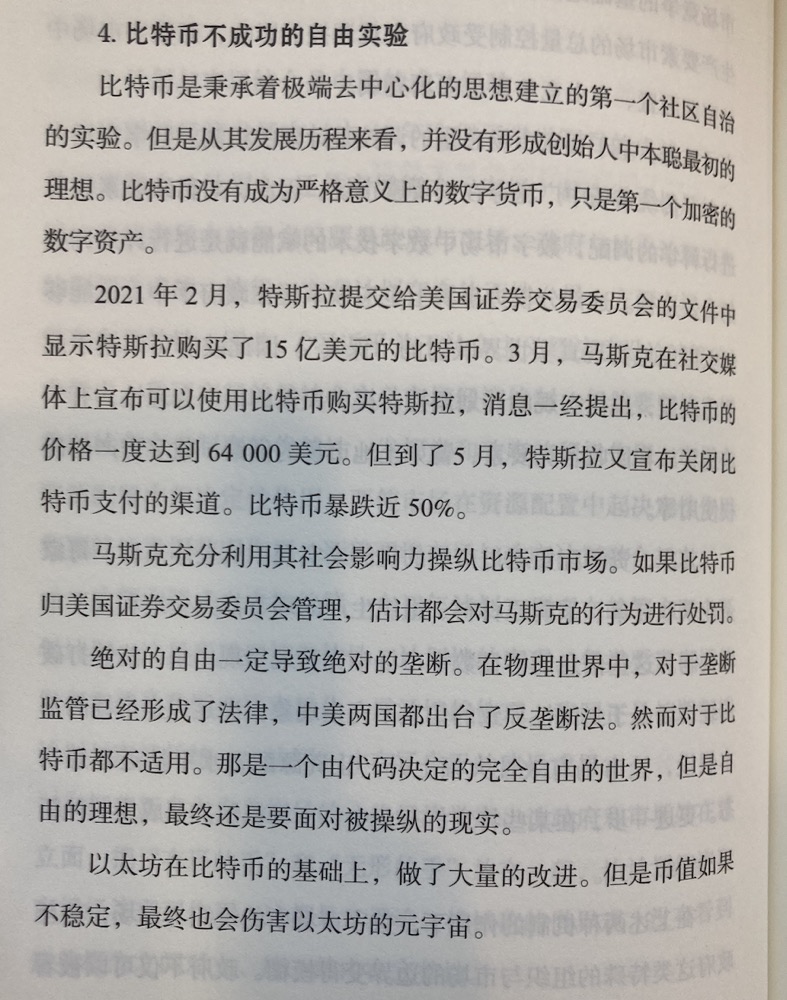 4. 比特币不成功的自由实验
比特币是秉承着极端去中心化的思想建立的第一个社区自治
的实验。但是从其发展历程来看，并没有形成创始人中本聪最初的
理想。比特币没有成为严格意义上的数字货币，只是第一个加密的
数字资产。
2021 年 2 月，特斯拉提交给美国证券交易委员会的文件中
显示特斯拉购买了 15 亿美元的比特币。3 月，马斯克在社交媒
体上宣布可以使用比特币购买特斯拉，消息一经提出，比特币的
价格一度达到 64 000 美元。但到了 5 月，特斯拉又宣布关闭比
特币支付的渠道。比特币暴跌近 50%。
马斯克充分利用其社会影响力操纵比特币市场。如果比特币
归美国证券交易委员会管理，估计都会对马斯克的行为进行处罚。
绝对的自由一定导致绝对的垄断。在物理世界中，对于垄断
监管已经形成了法律，中美两国都出台了反垄断法。然而对于比
特币都不适用。那是一个由代码决定的完全自由的世界，但是自
由的理想，最终还是要面对被操纵的现实。
以太坊在比特币的基础上，做了大量的改进。但是币值如果
不稳定，最终也会伤害以太坊的元宇宙。